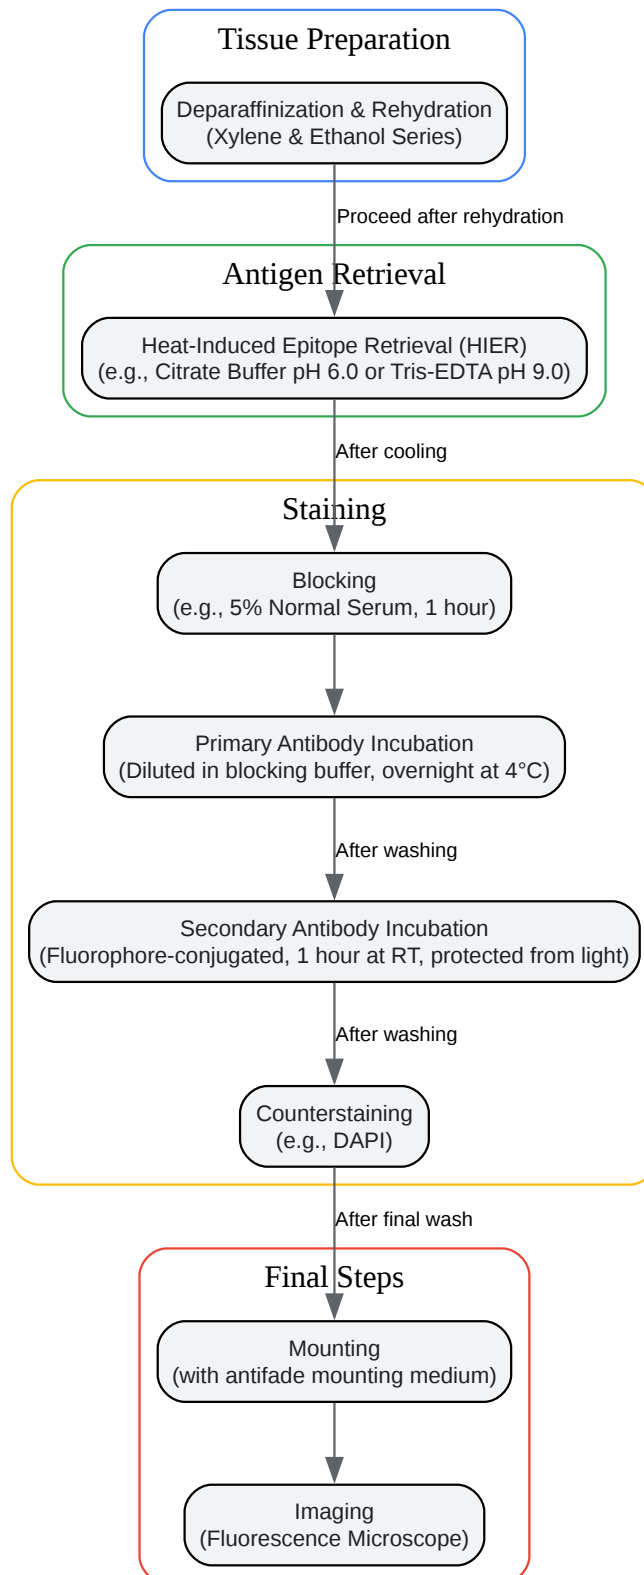 Tissue Preparation
Deparaffinization & Rehydration
(Xylene & Ethanol Series)
Proceed after rehydration
Antigen Retrieval
Heat-Induced Epitope Retrieval (HIER)
(e.g., Citrate Buffer pH 6.0 or Tris-EDTA pH 9.0)
After cooling
Staining
Blocking
(e.g., 5% Normal Serum, 1 hour)
Primary Antibody Incubation
(Diluted in blocking buffer, overnight at 4°C)
After washing
Secondary Antibody Incubation
(Fluorophore-conjugated, 1 hour at RT, protected from light)
After washing
Counterstaining
(e.g., DAPI)
After final wash
Final Steps
Mounting
(with antifade mounting medium)
Imaging
(Fluorescence Microscope)